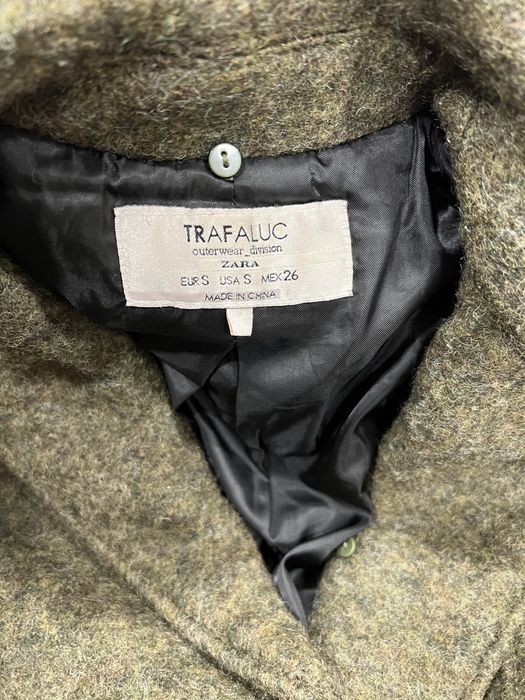 TRAFALUC
outerwear_division
ZARA
EUR S USA S MEX 26
MADE IN CHINA